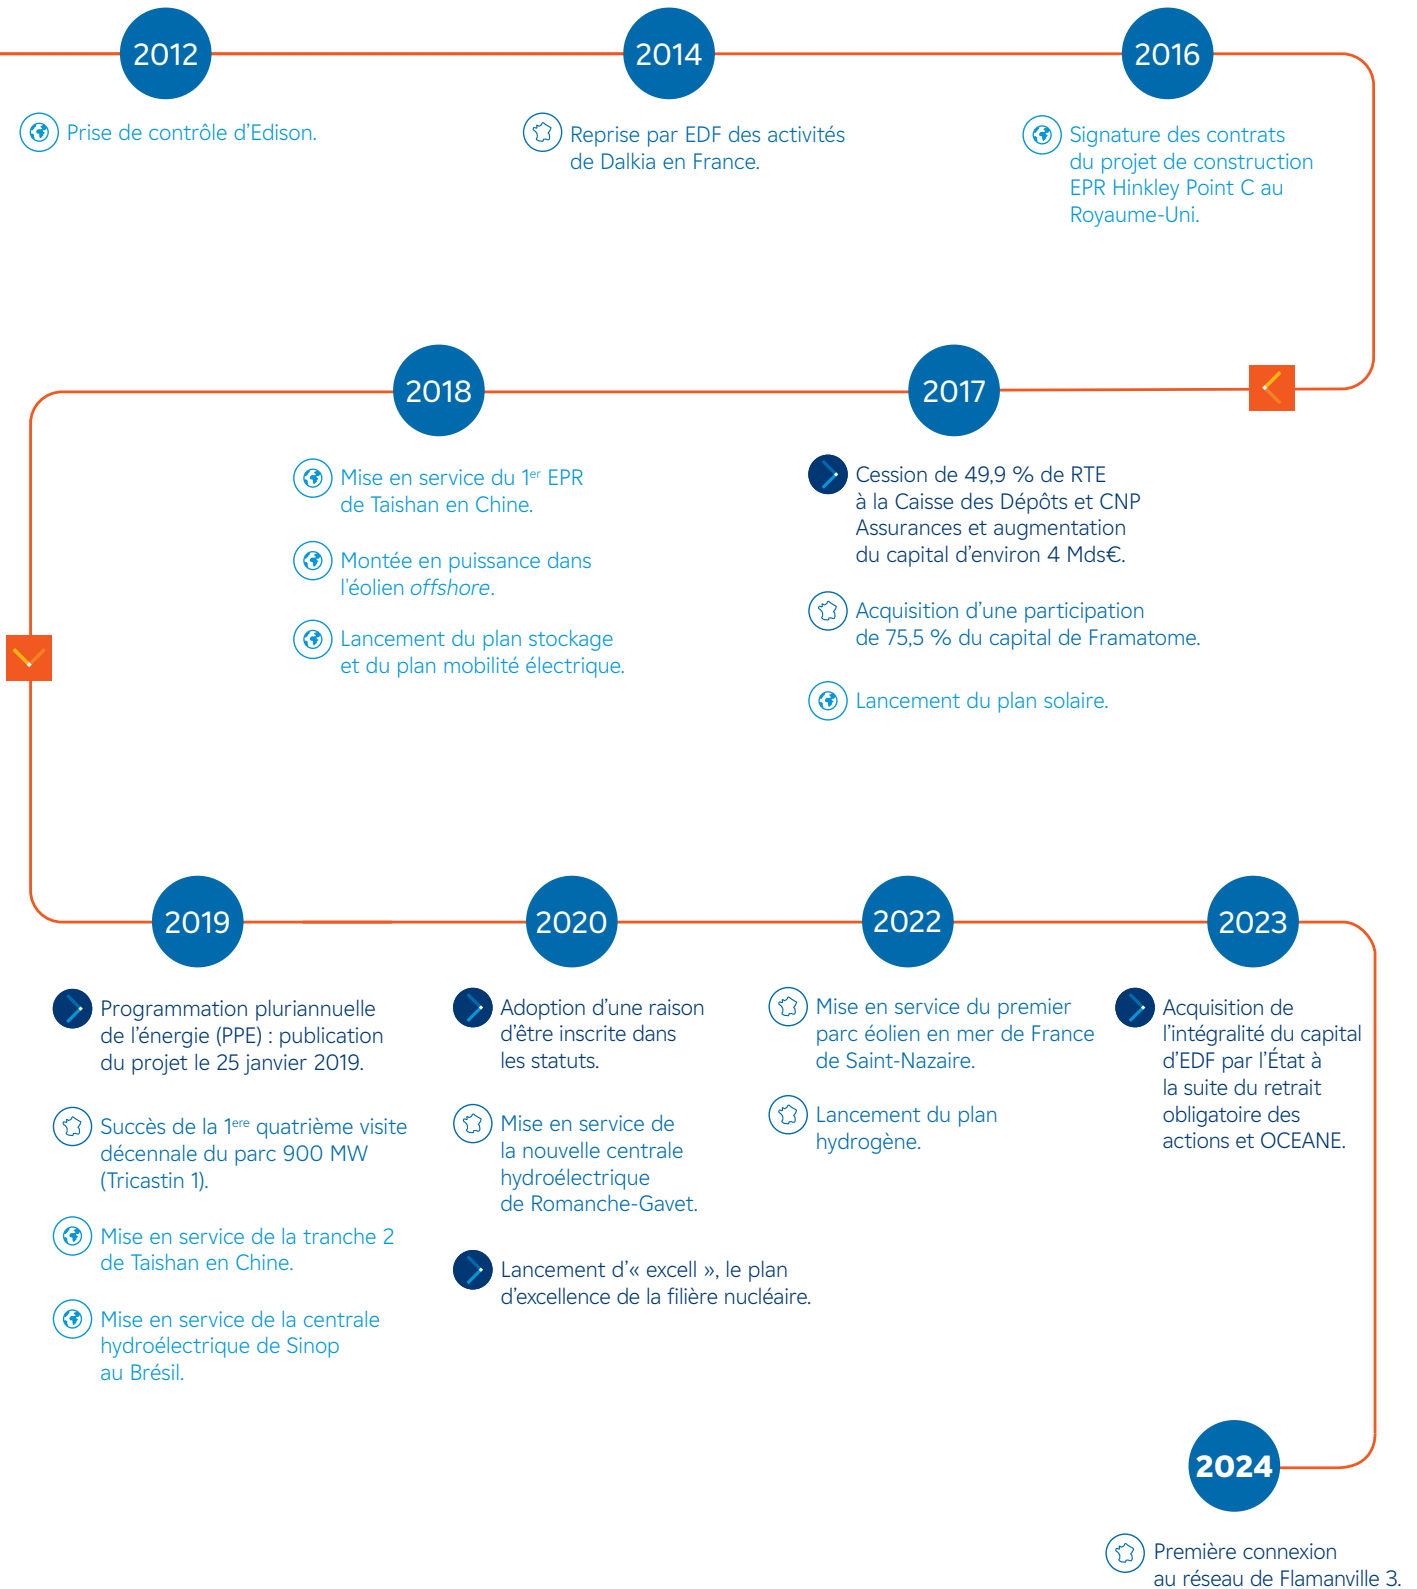 2012
Prise de contrôle d’Edison.
2014
Reprise par EDF des activités
de Dalkia en France.
2016
Signature des contrats
du projet de construction
EPR Hinkley Point C au
Royaume-Uni.
2017
Cession de 49,9 % de RTE
à la Caisse des Dépôts et CNP
Assurances et augmentation
du capital d’environ 4 Mds€.
Acquisition d’une participation
de 75,5 % du capital de Framatome.
Lancement du plan solaire.
2018
Mise en service du 1er EPR
de Taishan en Chine.
Montée en puissance dans
l'éolien offshore.
Lancement du plan stockage
et du plan mobilité électrique.
2019
Programmation pluriannuelle
de l’énergie (PPE) : publication
du projet le 25 janvier 2019.
Succès de la 1ere quatrième visite
décennale du parc 900 MW
(Tricastin 1).
Mise en service de la tranche 2
de Taishan en Chine.
Mise en service de la centrale
hydroélectrique de Sinop
au Brésil.
2020
Adoption d’une raison
d’être inscrite dans
les statuts.
Mise en service de
la nouvelle centrale
hydroélectrique
de Romanche-Gavet.
Lancement d’« excell », le plan
d’excellence de la filière nucléaire.
2022
Mise en service du premier
parc éolien en mer de France
de Saint-Nazaire.
Lancement du plan
hydrogène.
2023
Acquisition de
l’intégralité du capital
d’EDF par l’État à
la suite du retrait
obligatoire des
actions et OCEANE.
2024
Première connexion
au réseau de Flamanville 3.